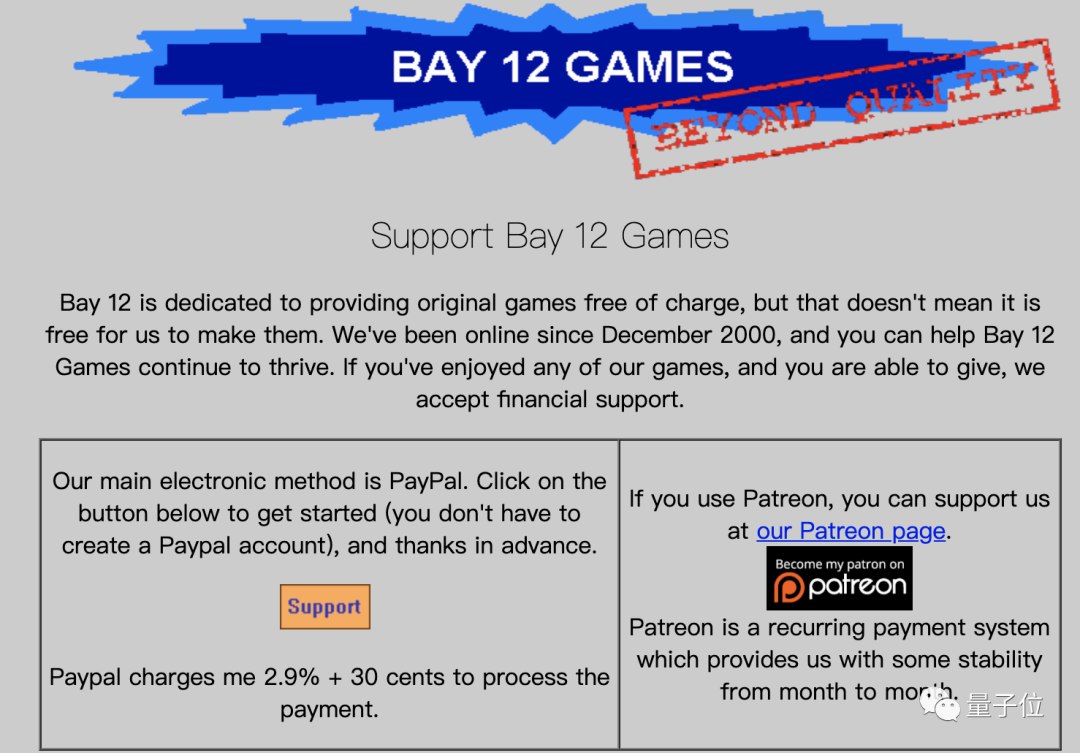 BAY 12 GAMES
BEYOND QUALITY
Support Bay 12 Games
Bay 12 is dedicated to providing original games free of charge, but that doesn't mean it is
free for us to make them. We've been online since December 2000, and you can help Bay 12
Games continue to thrive. If you've enjoyed any of our games, and you are able to give, we
accept financial support.
Our main electronic method is PayPal. Click on the
button below to get started (you don't have to
create a Paypal account), and thanks in advance.
Support
Paypal charges me 2.9% + 30 cents to process the
payment.
If you use Patreon, you can support us
at our Patreon page.
Become my patron on
patreon
Patreon is a recurring payment system
which provides us with some stability
from month to month.
量子位